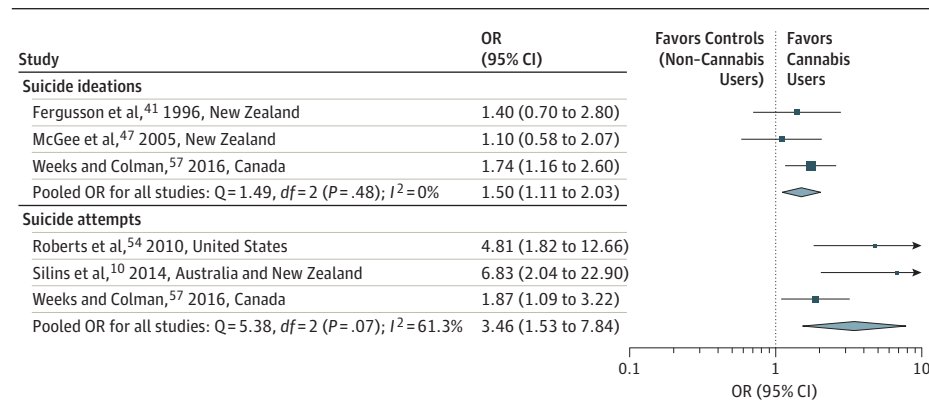 Study
OR
(95% CI)
Favors Controls
(Non–Cannabis
Users)
Favors
Cannabis
Users
Suicide ideations
Fergusson et al,41 1996, New Zealand 1.40 (0.70 to 2.80)
McGee et al,47 2005, New Zealand 1.10 (0.58 to 2.07)
Weeks and Colman,57 2016, Canada 1.74 (1.16 to 2.60)
Pooled OR for all studies: Q = 1.49, df = 2 (P = .48); I2 = 0% 1.50 (1.11 to 2.03)
Suicide attempts
Roberts et al,54 2010, United States 4.81 (1.82 to 12.66)
Silins et al,10 2014, Australia and New Zealand 6.83 (2.04 to 22.90)
Weeks and Colman,57 2016, Canada 1.87 (1.09 to 3.22)
Pooled OR for all studies: Q = 5.38, df = 2 (P = .07); I2 = 61.3% 3.46 (1.53 to 7.84)
0.1 1 10
OR (95% CI)